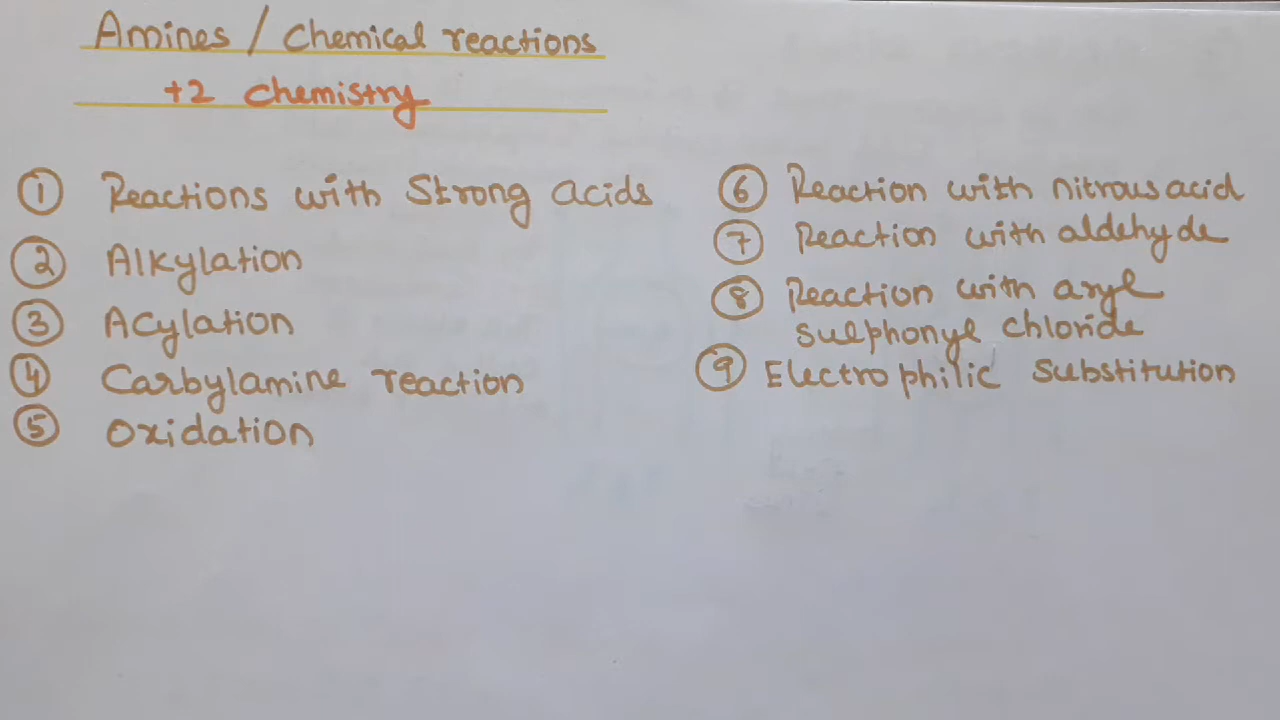 Amines / Chemical reactions
+2 Chemistry
① Reactions with Strong acids
② Alkylation
③ Acylation
④ Carbylamine reaction
⑤ Oxidation
⑥ Reaction with nitrous acid
⑦ Reaction with aldehyde
⑧ Reaction with aryl
sulphonyl chloride
⑨ Electrophilic substitution